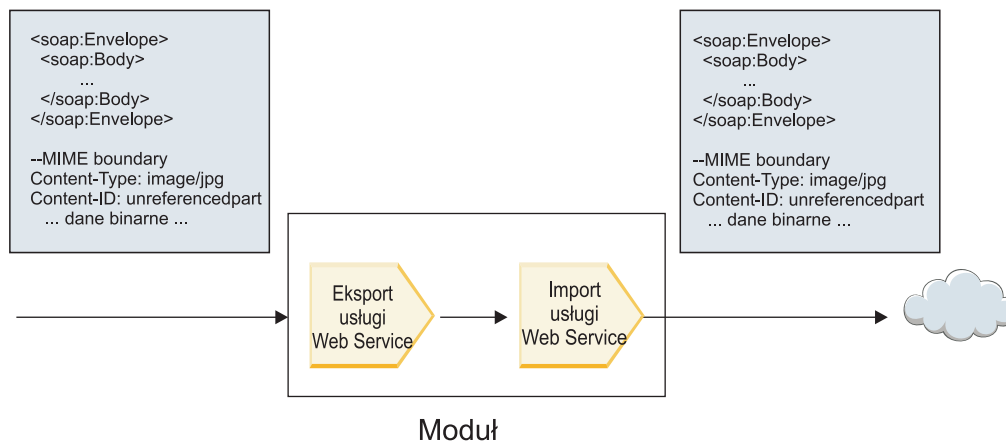 <soap:Envelope>
<soap:Body>
...
</soap:Body>
</soap:Envelope>
--MIME boundary
Content-Type: image/jpg
Content-ID: unreferencedpart
... dane binarne ...
<soap:Envelope>
<soap:Body>
...
</soap:Body>
</soap:Envelope>
--MIME boundary
Content-Type: image/jpg
Content-ID: unreferencedpart
... dane binarne ...
Eksport
usługi
Web Service
Import
usługi
Web Service
Moduł